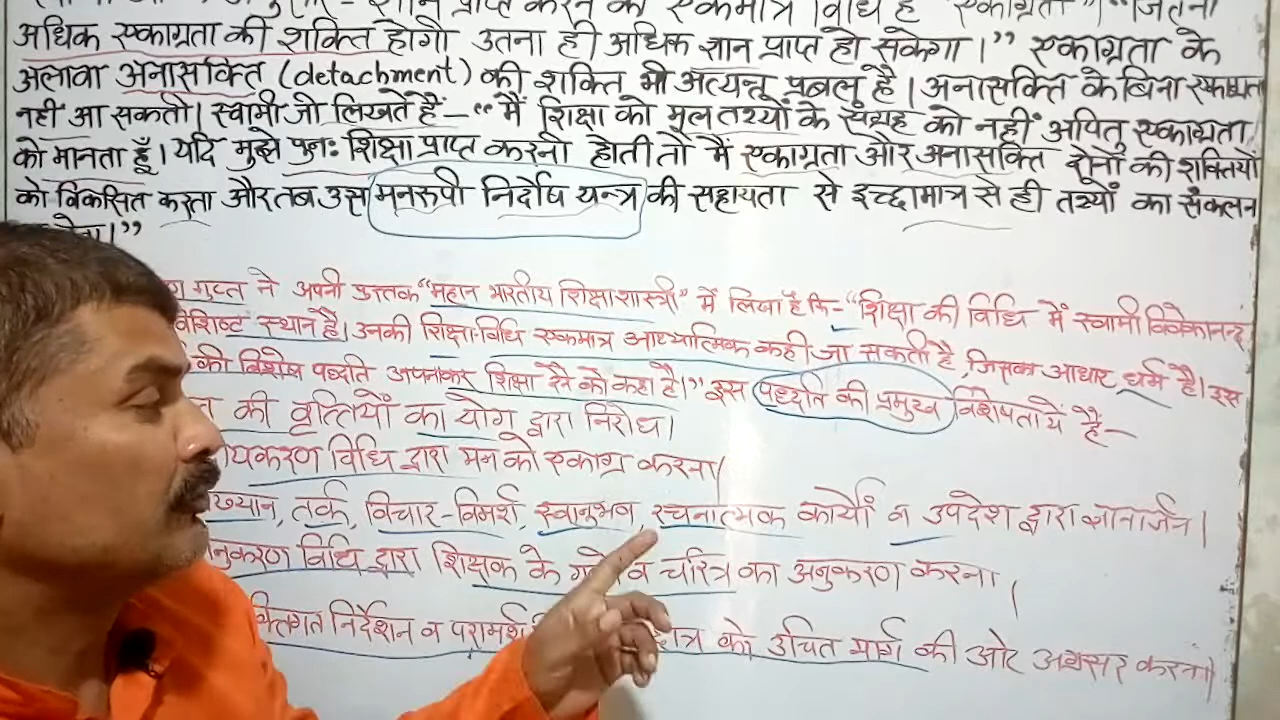 प्राप्त करने की एकमात्र विधि है "एकाग्रता"। "जितनी
अधिक एकाग्रता की शक्ति होगी उतना ही अधिक ज्ञान प्राप्त हो सकेगा।" एकाग्रता के
अलावा अनासक्ति (detachment) की शक्ति भी अत्यन्त प्रबल है। अनासक्ति के बिना एकाग्रता
नहीं आ सकती। स्वामी जी लिखते हैं - "मैं शिक्षा को मूल तथ्यों के संग्रह को नहीं अपितु एकाग्रता
को मानता हूँ। यदि मुझे पुनः शिक्षा प्राप्त करनी होती तो मैं एकाग्रता और अनासक्ति दोनों की शक्तियों
को विकसित करता और तब उस मनरूपी निर्दोष यन्त्र की सहायता से इच्छामात्र से ही तथ्यों का संकलन
गुप्त ने अपनी पुस्तक "महान भारतीय शिक्षाशास्त्री" में लिखा है कि - "शिक्षा की विधि में स्वामी विवेकानन्द
विशिष्ट स्थान है। उनकी शिक्षा-विधि एकमात्र आध्यात्मिक कही जा सकती है, जिसका आधार धर्म है। इस
की विशेष पद्धति अपनाकर शिक्षा देने को कहा है।" इस पद्धति की प्रमुख विशेषतायें हैं-
की वृत्तियों का योग द्वारा निरोध।
विधि द्वारा मन को एकाग्र करना।
तर्क, विचार-विमर्श, स्वानुभव, रचनात्मक कार्यों व उपदेश द्वारा ज्ञानार्जन।
विधि द्वारा शिक्षक के व चरित्र का अनुकरण करना।
निर्देशन व परामर्श को उचित मार्ग की ओर अग्रसर करना।